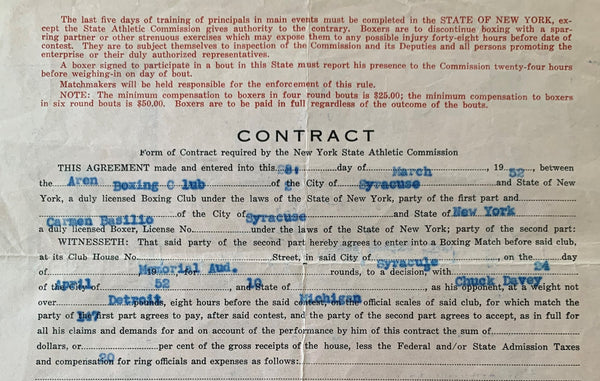 The last five days of training of principals in main events must be completed in the STATE OF NEW YORK, ex-
cept the State Athletic Commission gives authority to the contrary. Boxers are to discontinue boxing with a spar-
ring partner or other strenuous exercises which may expose them to any possible injury forty-eight hours before date of
contest. They are to subject themselves to inspection of the Commission and its Deputies and all persons promoting the
enterprise or their duly authorized representatives.
A boxer signed to participate in a bout in this State must report his presence to the Commission twenty-four hours
before weighing-in on day of bout.
Matchmakers will be held responsible for the enforcement of this rule.
NOTE: The minimum compensation to boxers in four round bouts is $25.00; the minimum compensation to boxers
in six round bouts is $50.00. Boxers are to be paid in full regardless of the outcome of the bouts.
CONTRACT
Form of Contract required by the New York State Athletic Commission
THIS AGREEMENT made and entered into this day of March, 1952, between
the Aren Boxing Club of the City of Syracuse and State of New
York, a duly licensed Boxing Club under the laws of the State of New York, party of the first part and
Carmen Basilio of the City of Syracuse and State of New York
a duly licensed Boxer, License No. under the laws of the State of New York; party of the second part:
WITNESSETH: That said party of the second part hereby agrees to enter into a Boxing Match before said club,
at its Club House No. Street, in said City of Syracuse, on the day
of Memorial Aud. 19 for rounds, to a decision, with 24
of the City of April 52 and State of 10, as his opponent, at a weight not Chuck Davey
over Detroit, eight hours before the said contest, on the official scales of said club, for which match the Michigan
party of the first part agrees to pay, after said contest, and the party of the second part agrees to accept, as in full for 147
all his claims and demands for and on account of the performance by him of this contract the sum of
dollars, or per cent of the gross receipts of the house, less the Federal and/or State Admission Taxes
and compensation for ring officials and expenses as follows: 20